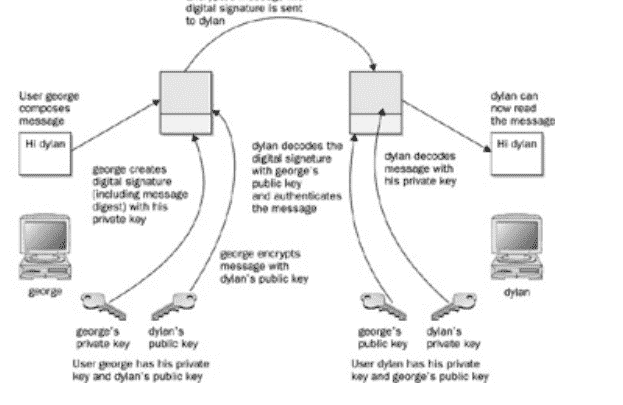 digital signature is sent
to dylan
User george
composes
message
Hi dylan
george creates
digital signature
(including message
digest) with his
private key
george encrypts
message with
dylan's public key
george
george's
private key
dylan's
public key
User george has his private
key and dylan's public key
dylan decodes the
digital signature
with george's
public key
and authenticates
the message
dylan decodes
message with
his private key
dylan can
now read
the message
Hi dylan
dylan
george's
public key
dylan's
private key
User dylan has his private
key and george's public key